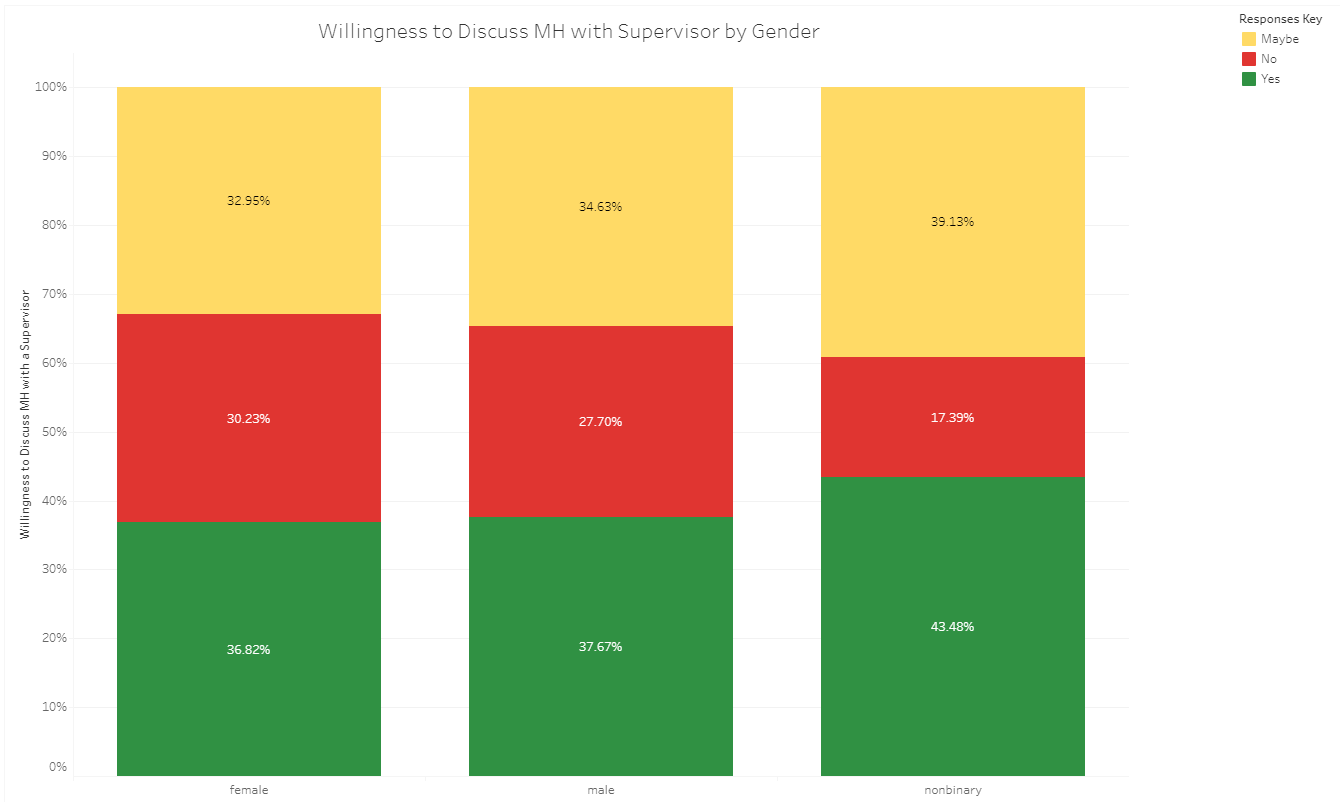 Willingness to Discuss MH with Supervisor by Gender
Responses Key
Maybe
No
Yes
Willingness to Discuss MH with a Supervisor
100%
90%
80%
70%
60%
50%
40%
30%
20%
10%
0%
32.95%
34.63%
39.13%
30.23%
27.70%
17.39%
36.82%
37.67%
43.48%
female
male
nonbinary